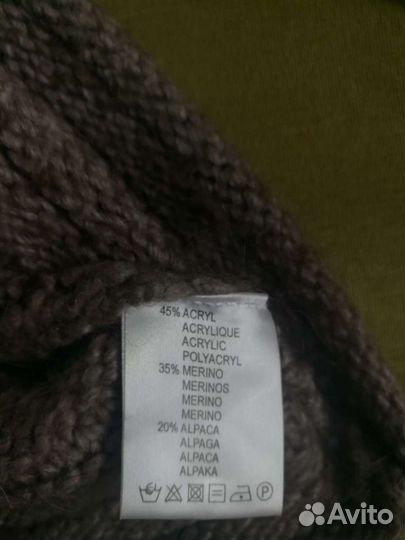 45% ACRYL
ACRYLIQUE
ACRYLIC
POLYACRYL
35% MERINO
MERINOS
MERINO
MERINO
20% ALPACA
ALPAGA
ALPACA
ALPAKA
P
Avito